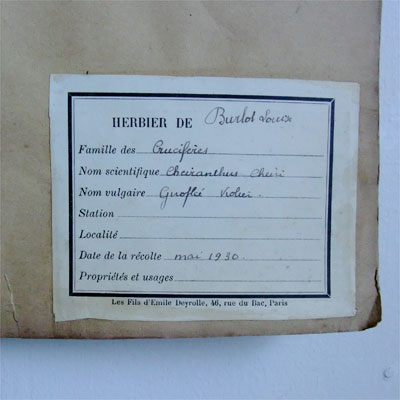 HERBIER DE Burlot Louise
Famille des Crucifères
Nom scientifique Cheiranthus Cheiri
Nom vulgaire Giroflée Violier
Station
Localité
Date de la récolte mai 1930.
Propriétés et usages
Les Fils d'Emile Deyrolle, 46, rue du Bac, Paris